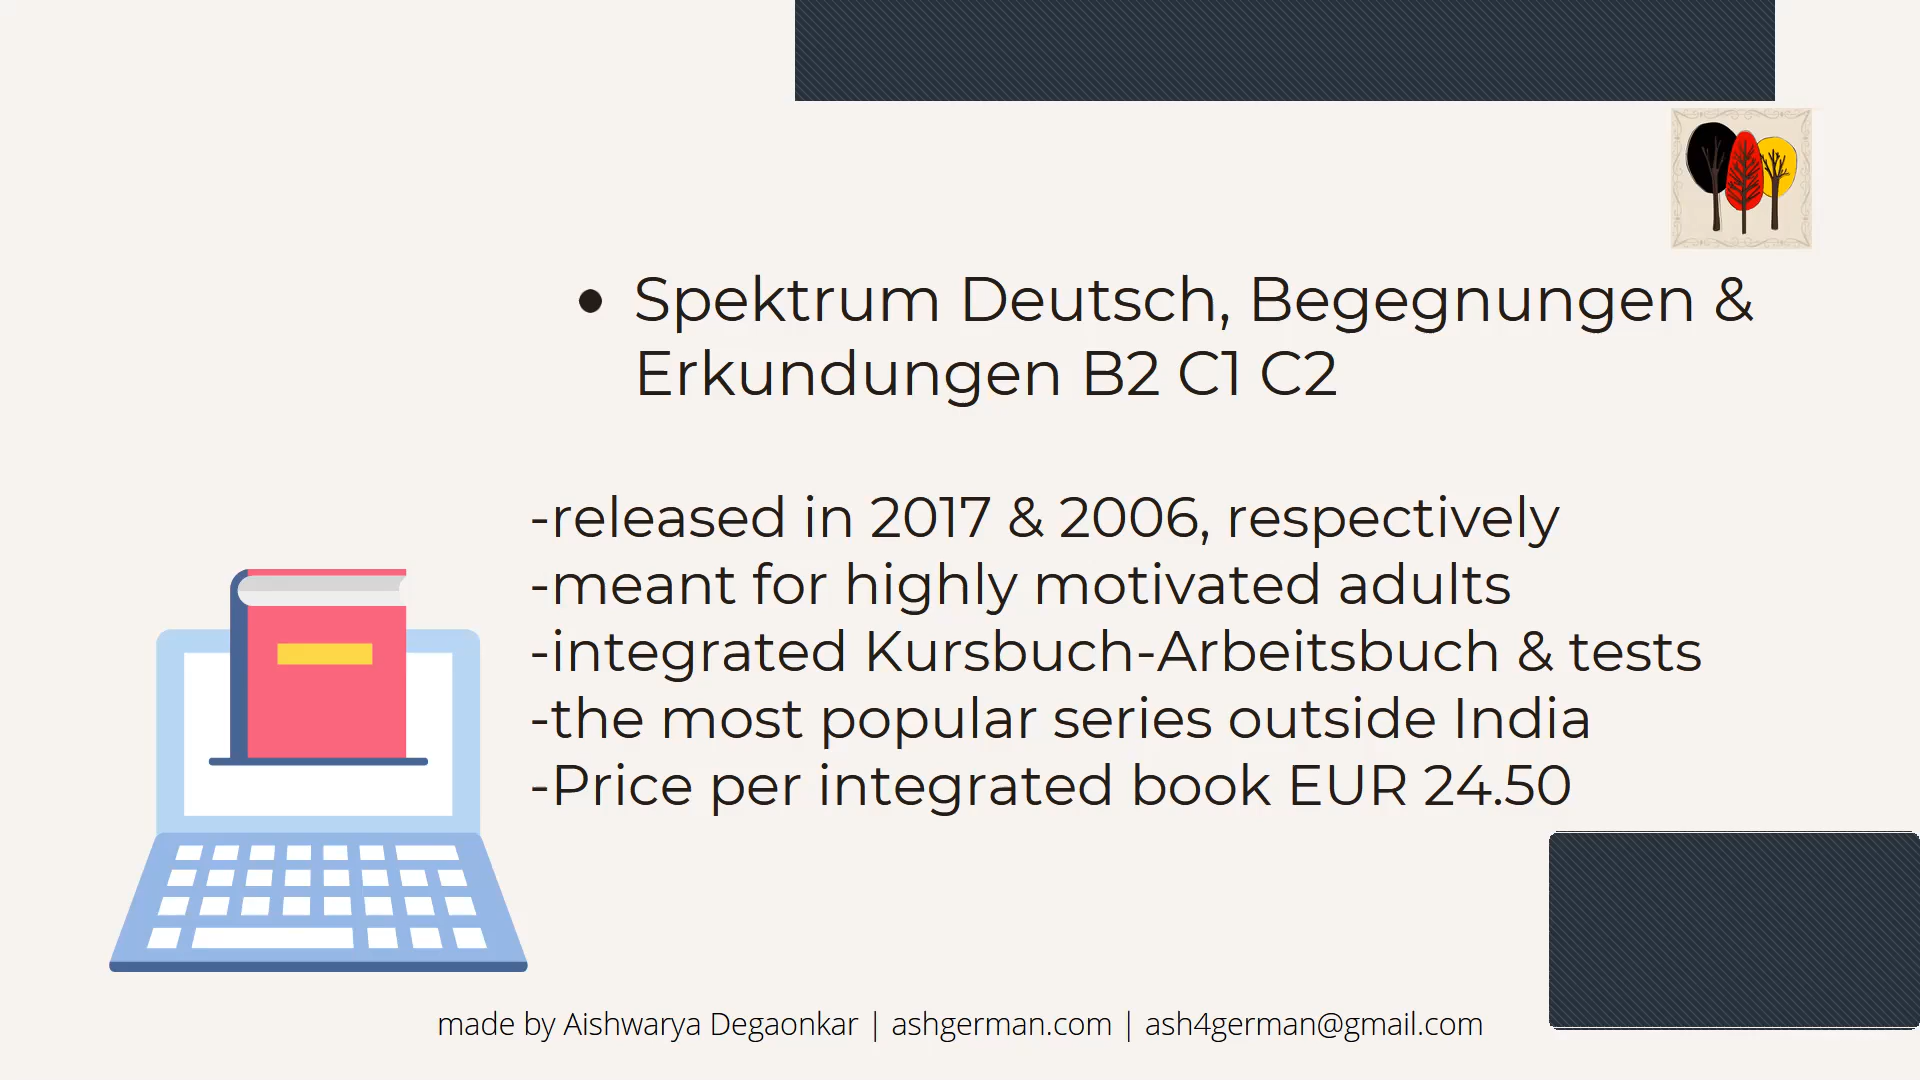 • Spektrum Deutsch, Begegnungen &
Erkundungen B2 C1 C2
-released in 2017 & 2006, respectively
-meant for highly motivated adults
-integrated Kursbuch-Arbeitsbuch & tests
-the most popular series outside India
-Price per integrated book EUR 24.50
made by Aishwarya Degaonkar | ashgerman.com | ash4german@gmail.com